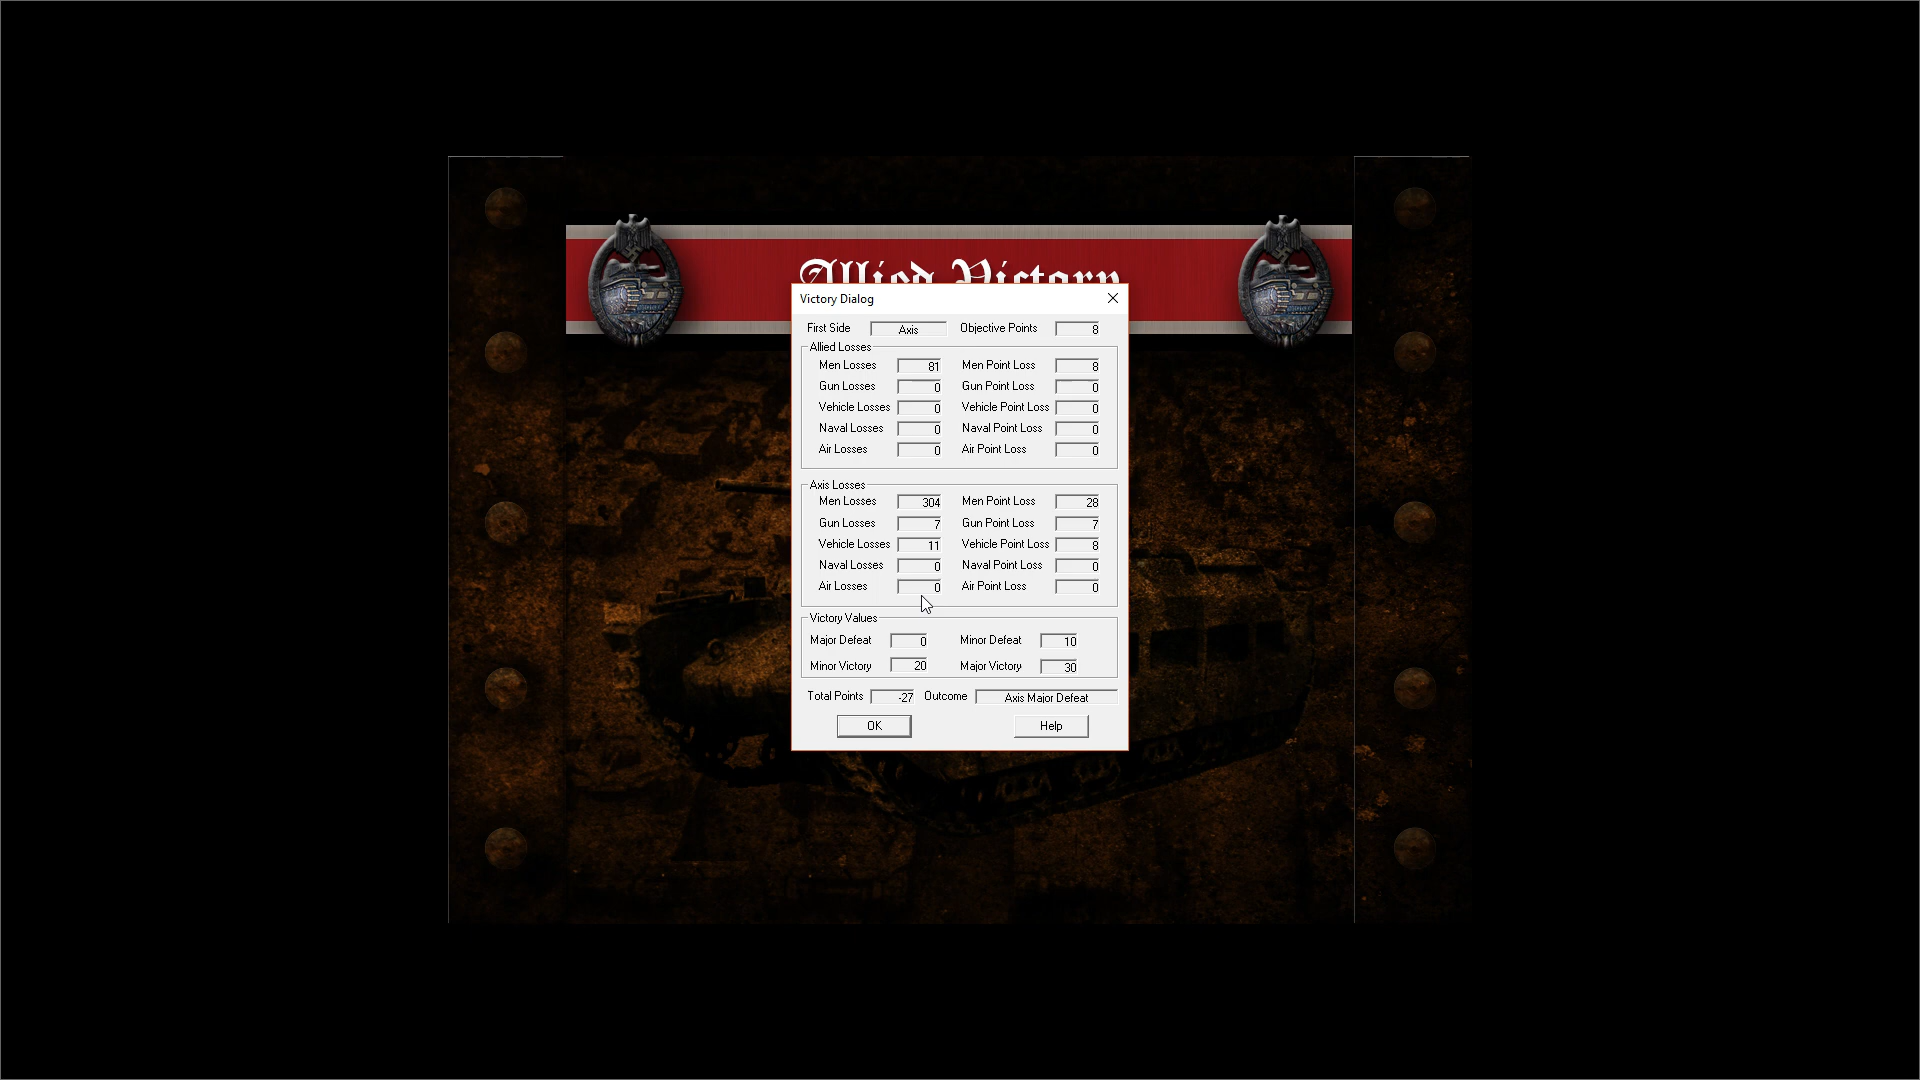 Allied Victory
Victory Dialog
First Side Axis Objective Points 8
Allied Losses
Men Losses 81 Men Point Loss 8
Gun Losses 0 Gun Point Loss 0
Vehicle Losses 0 Vehicle Point Loss 0
Naval Losses 0 Naval Point Loss 0
Air Losses 0 Air Point Loss 0
Axis Losses
Men Losses 304 Men Point Loss 28
Gun Losses 7 Gun Point Loss 7
Vehicle Losses 11 Vehicle Point Loss 8
Naval Losses 0 Naval Point Loss 0
Air Losses 0 Air Point Loss 0
Victory Values
Major Defeat 0 Minor Defeat 10
Minor Victory 20 Major Victory 30
Total Points -27 Outcome Axis Major Defeat
OK Help